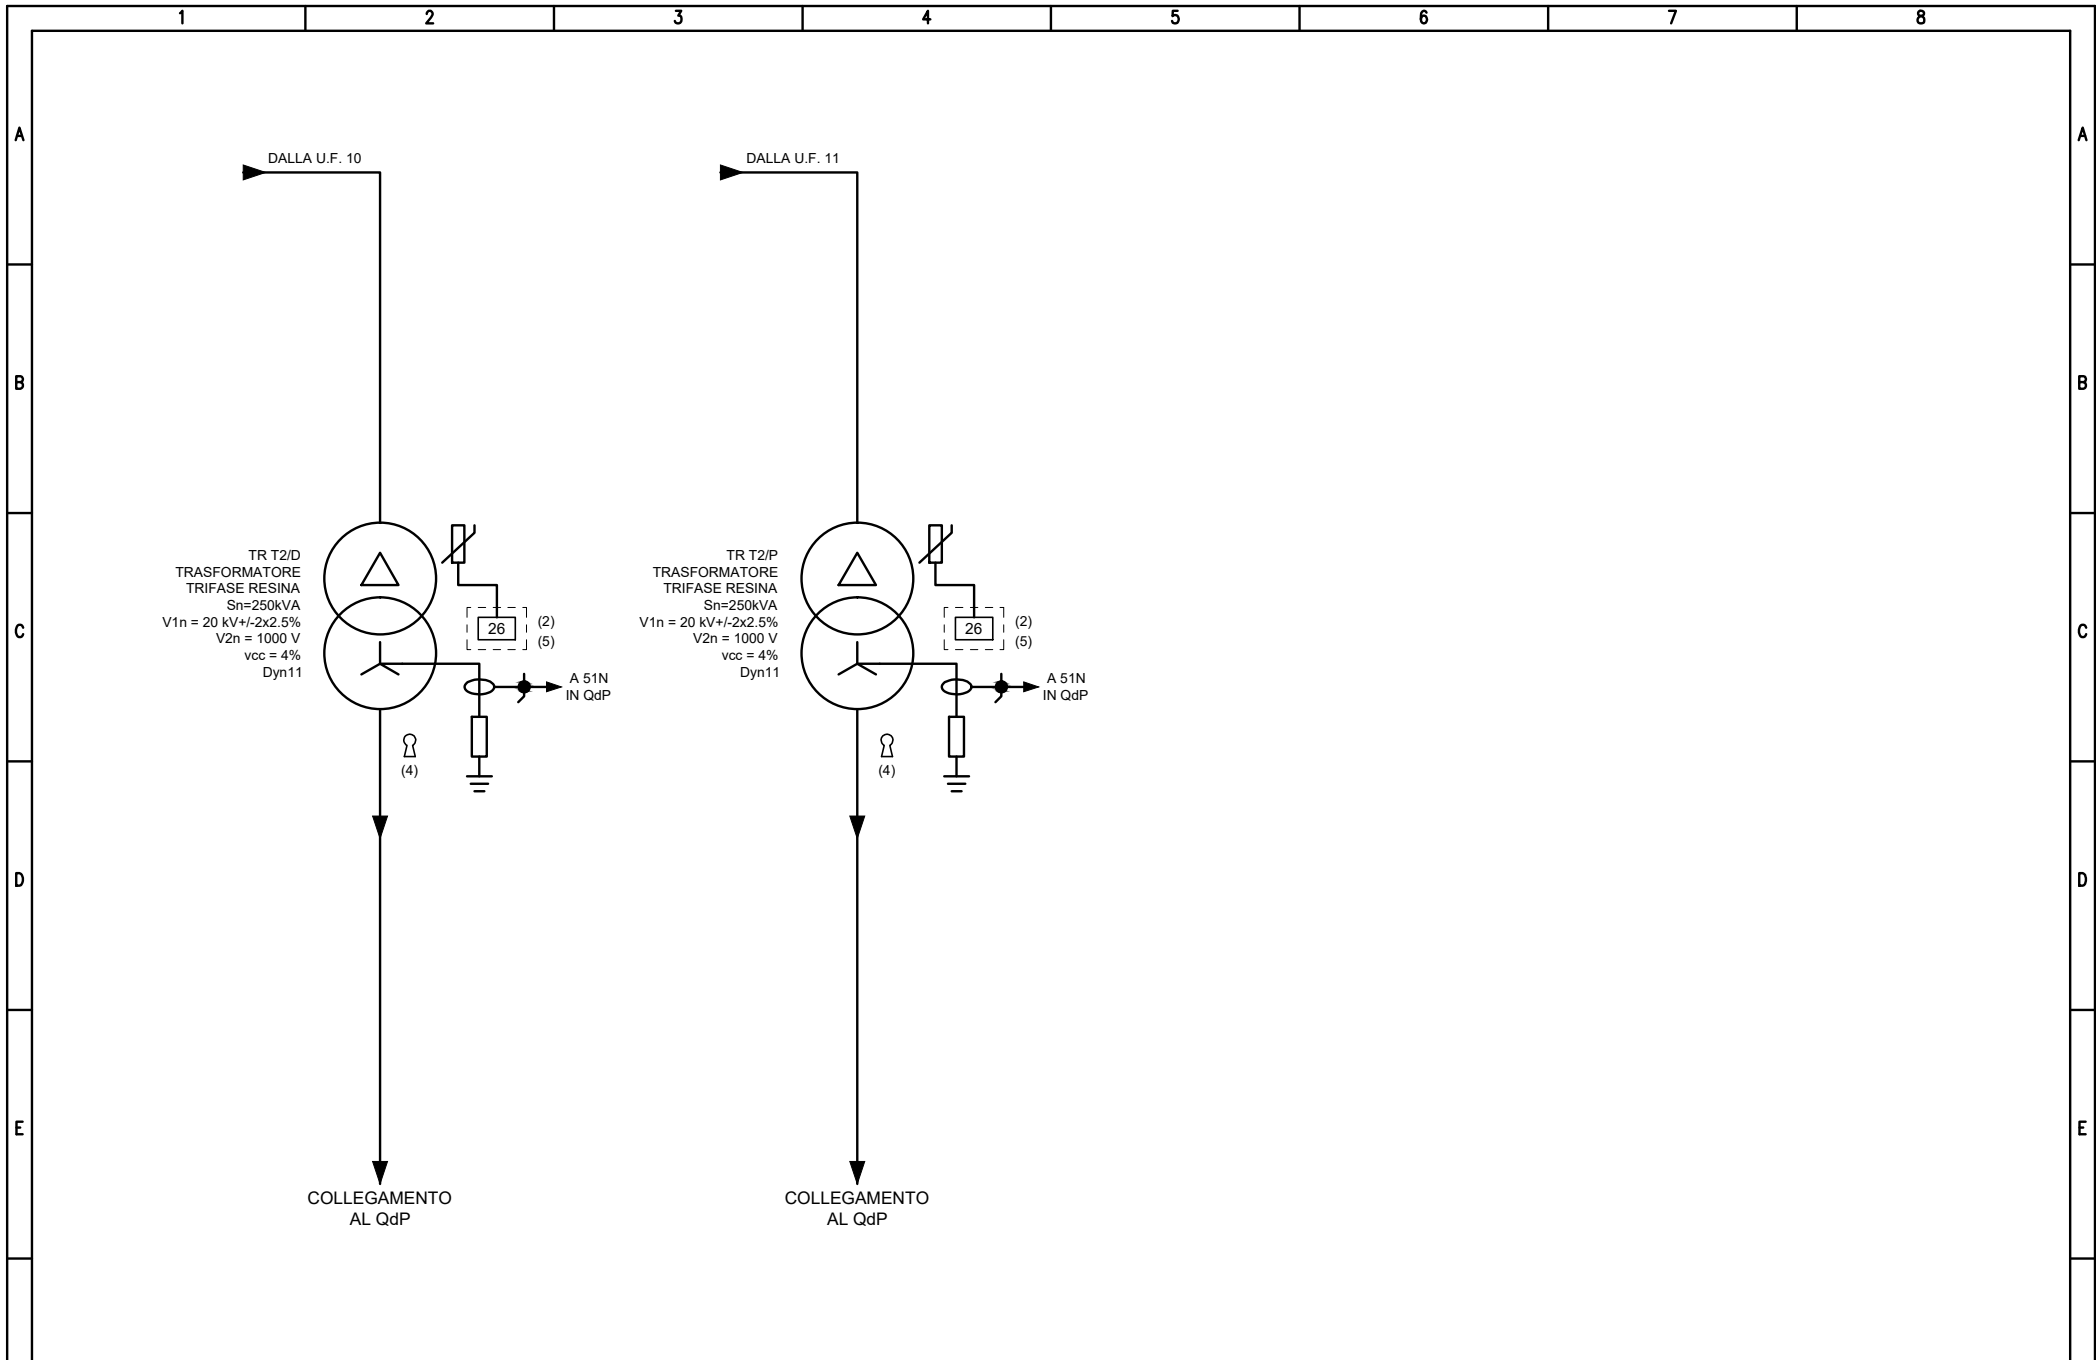 1 2 3 4 5 6 7 8
A A
DALLA U.F. 10
DALLA U.F. 11
B B
TR T2/D
TRASFORMATORE
TRIFASE RESINA
Sn=250kVA
V1n = 20 kV+/-2x2.5%
V2n = 1000 V
vcc = 4%
Dyn11
26
(2)
(5)
A 51N
IN QdP
(4)
TR T2/P
TRASFORMATORE
TRIFASE RESINA
Sn=250kVA
V1n = 20 kV+/-2x2.5%
V2n = 1000 V
vcc = 4%
Dyn11
26
(2)
(5)
A 51N
IN QdP
(4)
C C
D D
E E
COLLEGAMENTO
AL QdP
COLLEGAMENTO
AL QdP